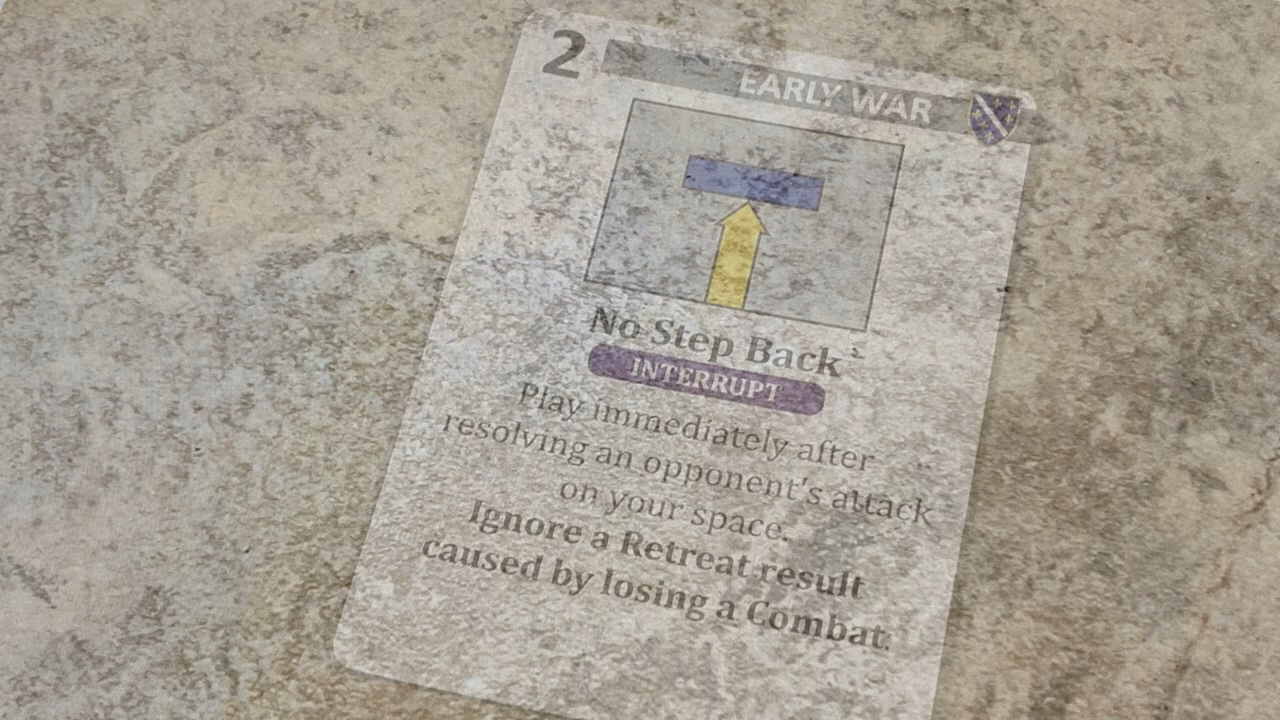 2
EARLY WAR
No Step Back
INTERRUPT
Play immediately after
resolving an opponent's attack
on your space.
Ignore a Retreat result
caused by losing a Combat.